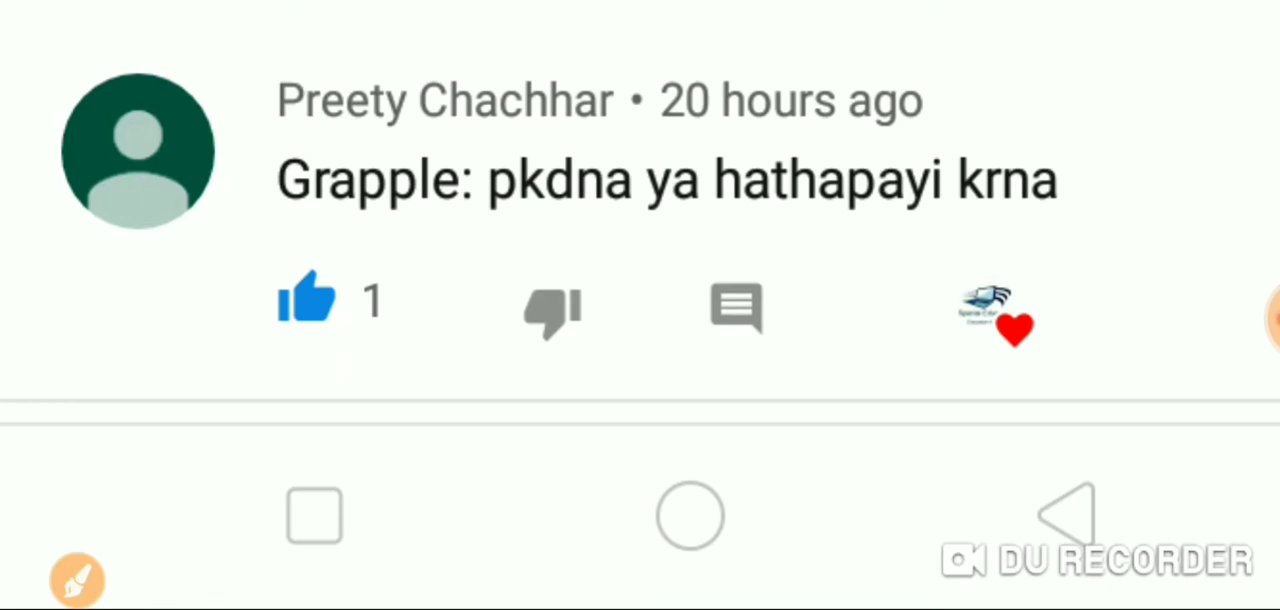 Preety Chachhar • 20 hours ago
Grapple: pkdna ya hathapayi krna
1
DU RECORDER